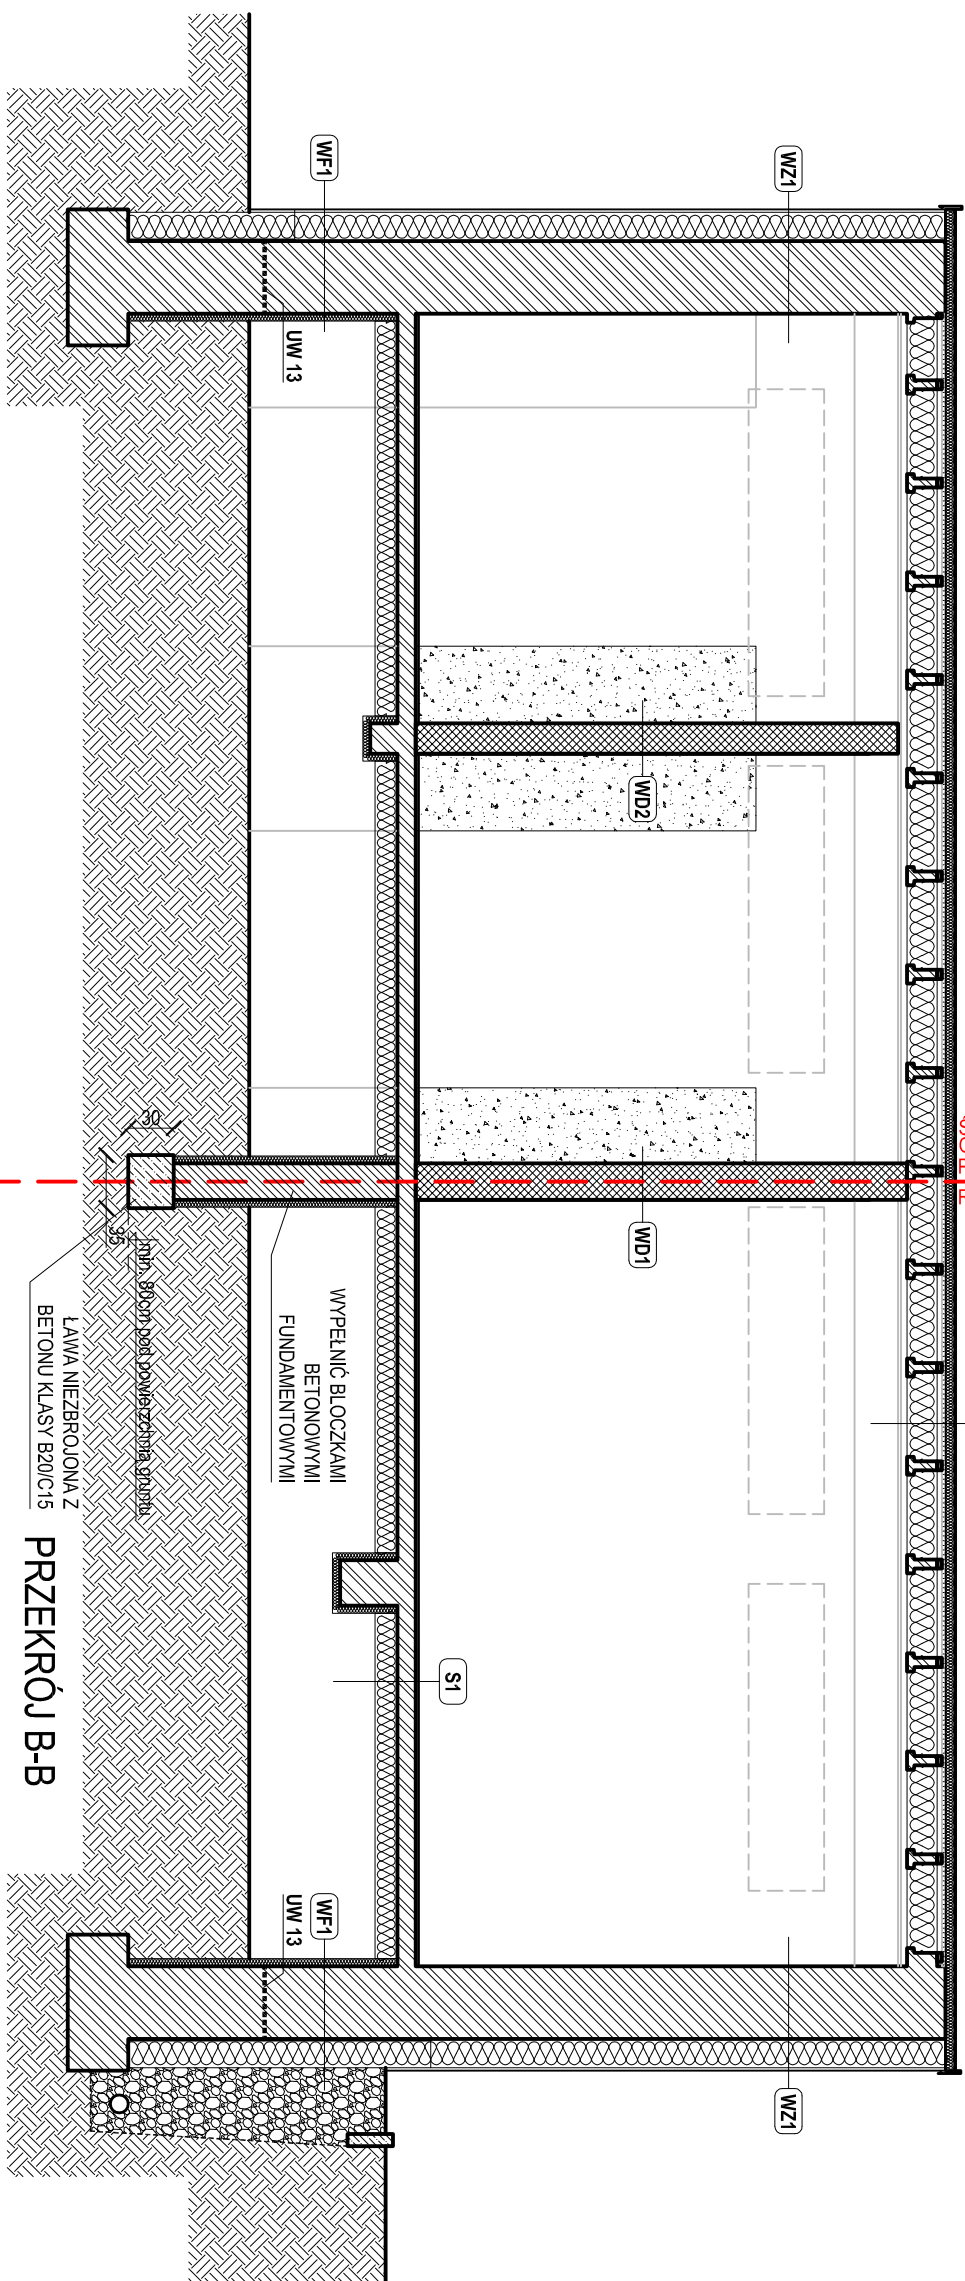 WZ1
WZ1
WD2
WD1
S1
WF1
WF1
UW 13
UW 13
WYPEŁNIĆ BLOCZKAMI
BETONOWYMI
FUNDAMENTOWYMI
30
35
min. 80cm pod powierzchnią gruntu
ŁAWA NIEZBROJONA Z
BETONU KLASY B20/C15
PRZEKRÓJ B-B